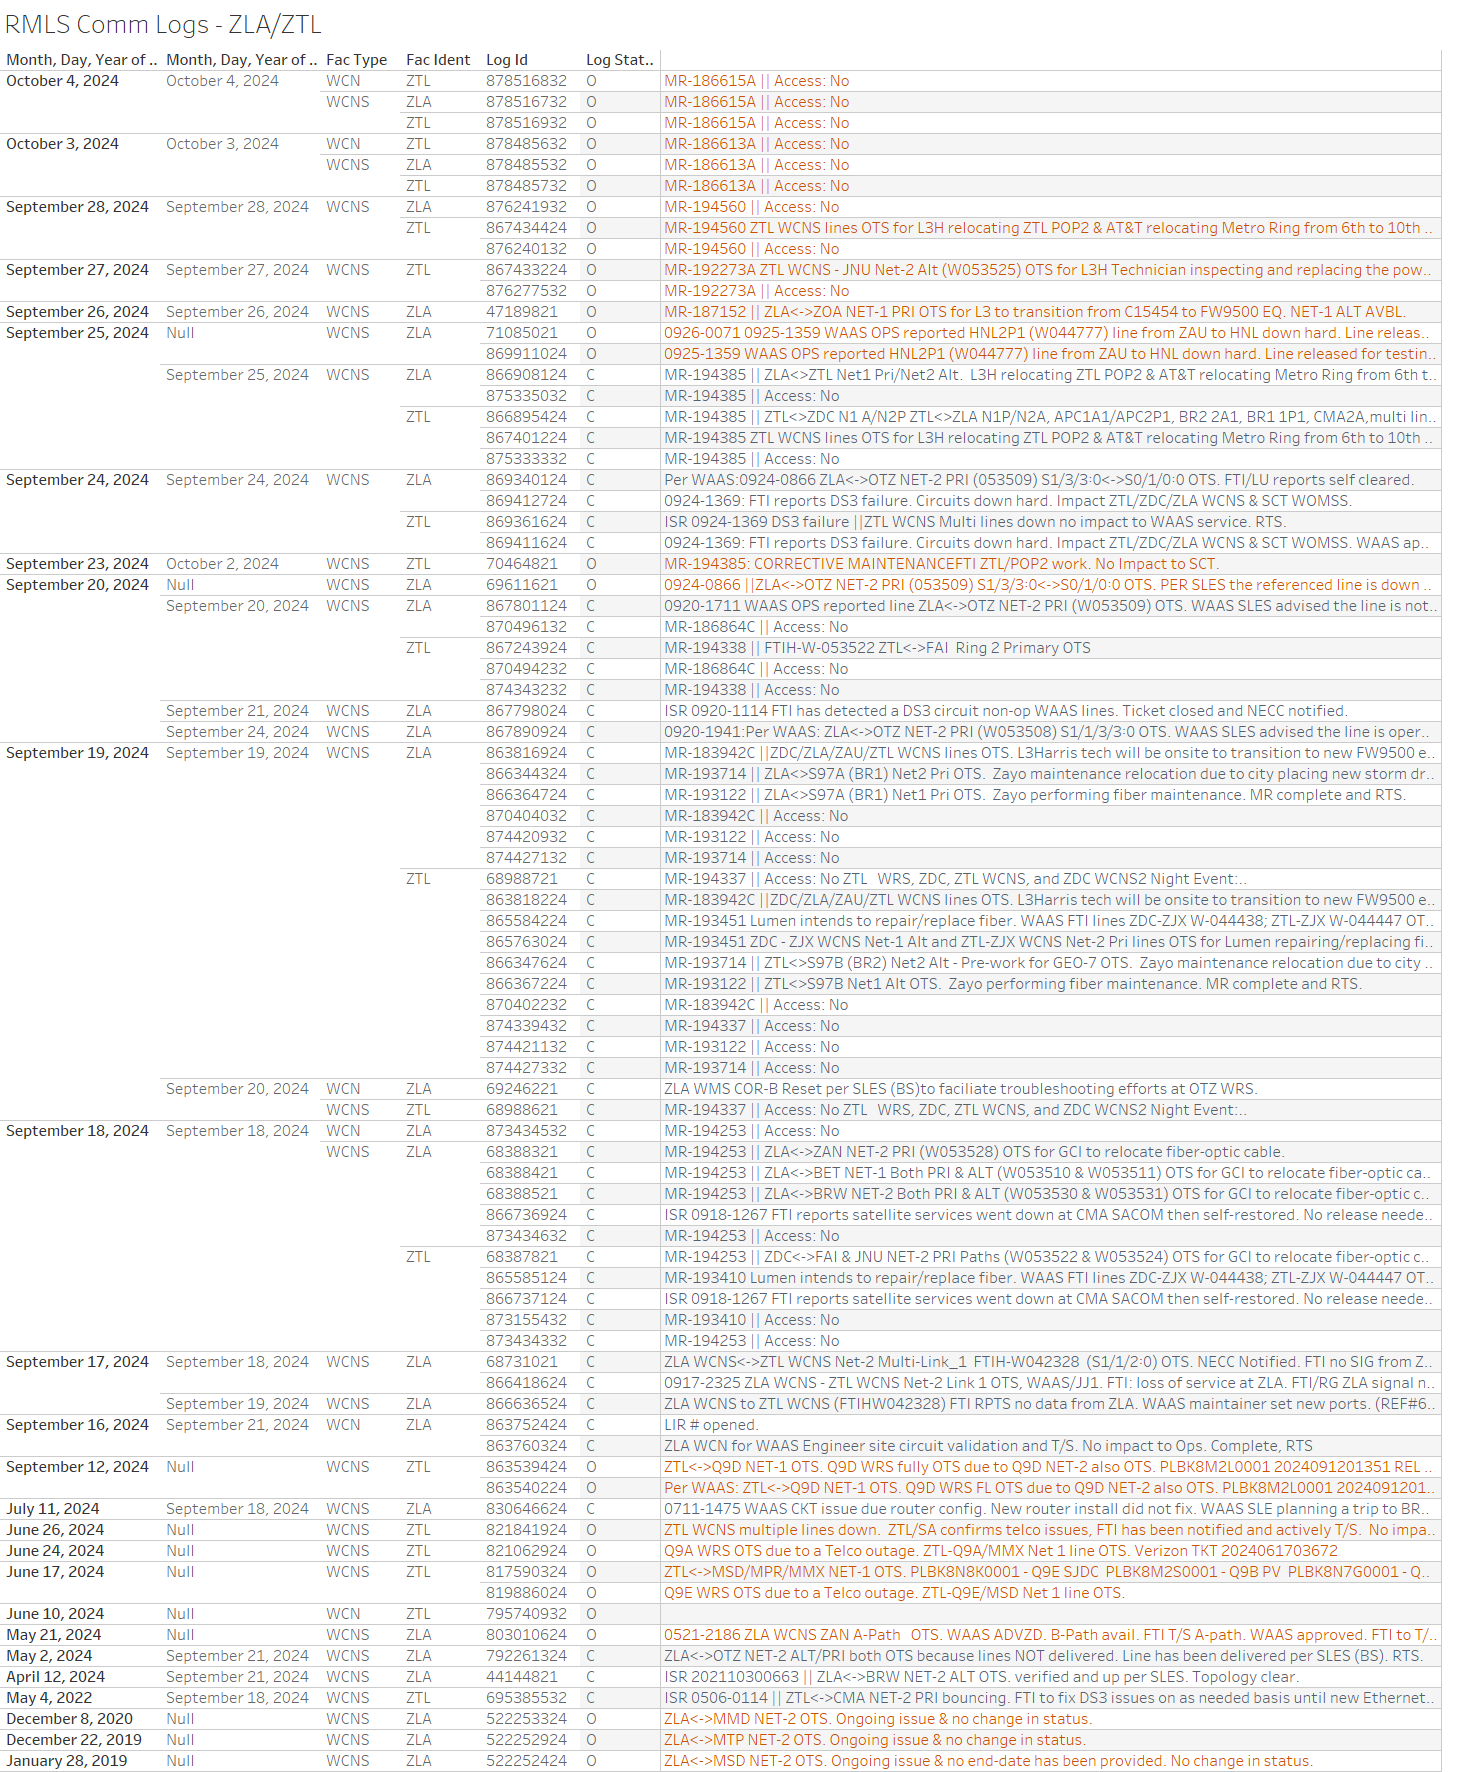 RMLS Comm Logs - ZLA/ZTL
Month, Day, Year of .. Month, Day, Year of .. Fac Type Fac Ident Log Id Log Stat..
October 4, 2024 October 4, 2024 WCN ZTL 878516832 O MR-186615A || Access: No
WCNS ZLA 878516732 O MR-186615A || Access: No
ZTL 878516932 O MR-186615A || Access: No
October 3, 2024 October 3, 2024 WCN ZTL 878485632 O MR-186613A || Access: No
WCNS ZLA 878485532 O MR-186613A || Access: No
ZTL 878485732 O MR-186613A || Access: No
September 28, 2024 September 28, 2024 WCNS ZLA 876241932 O MR-194560 || Access: No
ZTL 867434424 O MR-194560 ZTL WCNS lines OTS for L3H relocating ZTL POP2 & AT&T relocating Metro Ring from 6th to 10th ..
876240132 O MR-194560 || Access: No
September 27, 2024 September 27, 2024 WCNS ZTL 867433224 O MR-192273A ZTL WCNS - JNU Net-2 Alt (W053525) OTS for L3H Technician inspecting and replacing the pow..
876277532 O MR-192273A || Access: No
September 26, 2024 September 26, 2024 WCNS ZLA 47189821 O MR-187152 || ZLA<->ZOA NET-1 PRI OTS for L3 to transition from C15454 to FW9500 EQ. NET-1 ALT AVBL.
September 25, 2024 Null WCNS ZLA 71085021 O 0926-0071 0925-1359 WAAS OPS reported HNL2P1 (W044777) line from ZAU to HNL down hard. Line releas..
869911024 O 0925-1359 WAAS OPS reported HNL2P1 (W044777) line from ZAU to HNL down hard. Line released for testin..
September 25, 2024 WCNS ZLA 866908124 C MR-194385 || ZLA<>ZTL Net1 Pri/Net2 Alt.  L3H relocating ZTL POP2 & AT&T relocating Metro Ring from 6th t..
875335032 C MR-194385 || Access: No
ZTL 866895424 C MR-194385 || ZTL<>ZDC N1 A/N2P ZTL<>ZLA N1P/N2A, APC1A1/APC2P1, BR2 2A1, BR1 1P1, CMA2A,multi lin..
867401224 C MR-194385 ZTL WCNS lines OTS for L3H relocating ZTL POP2 & AT&T relocating Metro Ring from 6th to 10th ..
875333332 C MR-194385 || Access: No
September 24, 2024 September 24, 2024 WCNS ZLA 869340124 C Per WAAS:0924-0866 ZLA<->OTZ NET-2 PRI (053509) S1/3/3:0<->S0/1/0:0 OTS. FTI/LU reports self cleared.
869412724 C 0924-1369: FTI reports DS3 failure. Circuits down hard. Impact ZTL/ZDC/ZLA WCNS & SCT WOMSS.
ZTL 869361624 C ISR 0924-1369 DS3 failure ||ZTL WCNS Multi lines down no impact to WAAS service. RTS.
869411624 C 0924-1369: FTI reports DS3 failure. Circuits down hard. Impact ZTL/ZDC/ZLA WCNS & SCT WOMSS. WAAS ap..
September 23, 2024 October 2, 2024 WCNS ZTL 70464821 O MR-194385: CORRECTIVE MAINTENANCEFTI ZTL/POP2 work. No Impact to SCT.
September 20, 2024 Null WCNS ZLA 69611621 O 0924-0866 ||ZLA<->OTZ NET-2 PRI (053509) S1/3/3:0<->S0/1/0:0 OTS. PER SLES the referenced line is down ..
September 20, 2024 WCNS ZLA 867801124 C 0920-1711 WAAS OPS reported line ZLA<->OTZ NET-2 PRI (W053509) OTS. WAAS SLES advised the line is not..
870496132 C MR-186864C || Access: No
ZTL 867243924 C MR-194338 || FTIH-W-053522 ZTL<->FAI  Ring 2 Primary OTS
870494232 C MR-186864C || Access: No
874343232 C MR-194338 || Access: No
September 21, 2024 WCNS ZLA 867798024 C ISR 0920-1114 FTI has detected a DS3 circuit non-op WAAS lines. Ticket closed and NECC notified.
September 24, 2024 WCNS ZLA 867890924 C 0920-1941:Per WAAS: ZLA<->OTZ NET-2 PRI (W053508) S1/1/3/3:0 OTS. WAAS SLES advised the line is oper..
September 19, 2024 September 19, 2024 WCNS ZLA 863816924 C MR-183942C ||ZDC/ZLA/ZAU/ZTL WCNS lines OTS. L3Harris tech will be onsite to transition to new FW9500 e..
866344324 C MR-193714 || ZLA<>S97A (BR1) Net2 Pri OTS.  Zayo maintenance relocation due to city placing new storm dr..
866364724 C MR-193122 || ZLA<>S97A (BR1) Net1 Pri OTS.  Zayo performing fiber maintenance. MR complete and RTS.
870404032 C MR-183942C || Access: No
874420932 C MR-193122 || Access: No
874427132 C MR-193714 || Access: No
ZTL 68988721 C MR-194337 || Access: No ZTL   WRS, ZDC, ZTL WCNS, and ZDC WCNS2 Night Event:..
863818224 C MR-183942C ||ZDC/ZLA/ZAU/ZTL WCNS lines OTS. L3Harris tech will be onsite to transition to new FW9500 e..
865584224 C MR-193451 Lumen intends to repair/replace fiber. WAAS FTI lines ZDC-ZJX W-044438; ZTL-ZJX W-044447 OT..
865763024 C MR-193451 ZDC - ZJX WCNS Net-1 Alt and ZTL-ZJX WCNS Net-2 Pri lines OTS for Lumen repairing/replacing fi..
866347624 C MR-193714 || ZTL<>S97B (BR2) Net2 Alt - Pre-work for GEO-7 OTS.  Zayo maintenance relocation due to city ..
866367224 C MR-193122 || ZTL<>S97B Net1 Alt OTS.  Zayo performing fiber maintenance. MR complete and RTS.
870402232 C MR-183942C || Access: No
874339432 C MR-194337 || Access: No
874421132 C MR-193122 || Access: No
874427332 C MR-193714 || Access: No
September 20, 2024 WCN ZLA 69246221 C ZLA WMS COR-B Reset per SLES (BS)to faciliate troubleshooting efforts at OTZ WRS.
WCNS ZTL 68988621 C MR-194337 || Access: No ZTL   WRS, ZDC, ZTL WCNS, and ZDC WCNS2 Night Event:..
September 18, 2024 September 18, 2024 WCN ZLA 873434532 C MR-194253 || Access: No
WCNS ZLA 68388321 C MR-194253 || ZLA<->ZAN NET-2 PRI (W053528) OTS for GCI to relocate fiber-optic cable.
68388421 C MR-194253 || ZLA<->BET NET-1 Both PRI & ALT (W053510 & W053511) OTS for GCI to relocate fiber-optic ca..
68388521 C MR-194253 || ZLA<->BRW NET-2 Both PRI & ALT (W053530 & W053531) OTS for GCI to relocate fiber-optic c..
866736924 C ISR 0918-1267 FTI reports satellite services went down at CMA SACOM then self-restored. No release neede..
873434632 C MR-194253 || Access: No
ZTL 68387821 C MR-194253 || ZDC<->FAI & JNU NET-2 PRI Paths (W053522 & W053524) OTS for GCI to relocate fiber-optic c..
865585124 C MR-193410 Lumen intends to repair/replace fiber. WAAS FTI lines ZDC-ZJX W-044438; ZTL-ZJX W-044447 OT..
866737124 C ISR 0918-1267 FTI reports satellite services went down at CMA SACOM then self-restored. No release neede..
873155432 C MR-193410 || Access: No
873434332 C MR-194253 || Access: No
September 17, 2024 September 18, 2024 WCNS ZLA 68731021 C ZLA WCNS<->ZTL WCNS Net-2 Multi-Link_1  FTIH-W042328  (S1/1/2:0) OTS. NECC Notified. FTI no SIG from Z..
866418624 C 0917-2325 ZLA WCNS - ZTL WCNS Net-2 Link 1 OTS, WAAS/JJ1. FTI: loss of service at ZLA. FTI/RG ZLA signal n..
September 19, 2024 WCNS ZLA 866636524 C ZLA WCNS to ZTL WCNS (FTIHW042328) FTI RPTS no data from ZLA. WAAS maintainer set new ports. (REF#6..
September 16, 2024 September 21, 2024 WCN ZLA 863752424 C LIR # opened.
863760324 C ZLA WCN for WAAS Engineer site circuit validation and T/S. No impact to Ops. Complete, RTS
September 12, 2024 Null WCNS ZTL 863539424 O ZTL<->Q9D NET-1 OTS. Q9D WRS fully OTS due to Q9D NET-2 also OTS. PLBK8M2L0001 2024091201351 REL ..
863540224 O Per WAAS: ZTL<->Q9D NET-1 OTS. Q9D WRS FL OTS due to Q9D NET-2 also OTS. PLBK8M2L0001 2024091201..
July 11, 2024 September 18, 2024 WCNS ZLA 830646624 C 0711-1475 WAAS CKT issue due router config. New router install did not fix. WAAS SLE planning a trip to BR..
June 26, 2024 Null WCNS ZTL 821841924 O ZTL WCNS multiple lines down.  ZTL/SA confirms telco issues, FTI has been notified and actively T/S.  No impa..
June 24, 2024 Null WCNS ZTL 821062924 O Q9A WRS OTS due to a Telco outage. ZTL-Q9A/MMX Net 1 line OTS. Verizon TKT 2024061703672
June 17, 2024 Null WCNS ZTL 817590324 O ZTL<->MSD/MPR/MMX NET-1 OTS. PLBK8N8K0001 - Q9E SJDC  PLBK8M2S0001 - Q9B PV  PLBK8N7G0001 - Q..
819886024 O Q9E WRS OTS due to a Telco outage. ZTL-Q9E/MSD Net 1 line OTS.
June 10, 2024 Null WCN ZTL 795740932 O
May 21, 2024 Null WCNS ZLA 803010624 O 0521-2186 ZLA WCNS ZAN A-Path   OTS. WAAS ADVZD. B-Path avail. FTI T/S A-path. WAAS approved. FTI to T/..
May 2, 2024 September 21, 2024 WCNS ZLA 792261324 C ZLA<->OTZ NET-2 ALT/PRI both OTS because lines NOT delivered. Line has been delivered per SLES (BS). RTS.
April 12, 2024 September 21, 2024 WCNS ZLA 44144821 C ISR 202110300663 || ZLA<->BRW NET-2 ALT OTS. verified and up per SLES. Topology clear.
May 4, 2022 September 18, 2024 WCNS ZTL 695385532 C ISR 0506-0114 || ZTL<->CMA NET-2 PRI bouncing. FTI to fix DS3 issues on as needed basis until new Ethernet..
December 8, 2020 Null WCNS ZLA 522253324 O ZLA<->MMD NET-2 OTS. Ongoing issue & no change in status.
December 22, 2019 Null WCNS ZLA 522252924 O ZLA<->MTP NET-2 OTS. Ongoing issue & no change in status.
January 28, 2019 Null WCNS ZLA 522252424 O ZLA<->MSD NET-2 OTS. Ongoing issue & no end-date has been provided. No change in status.